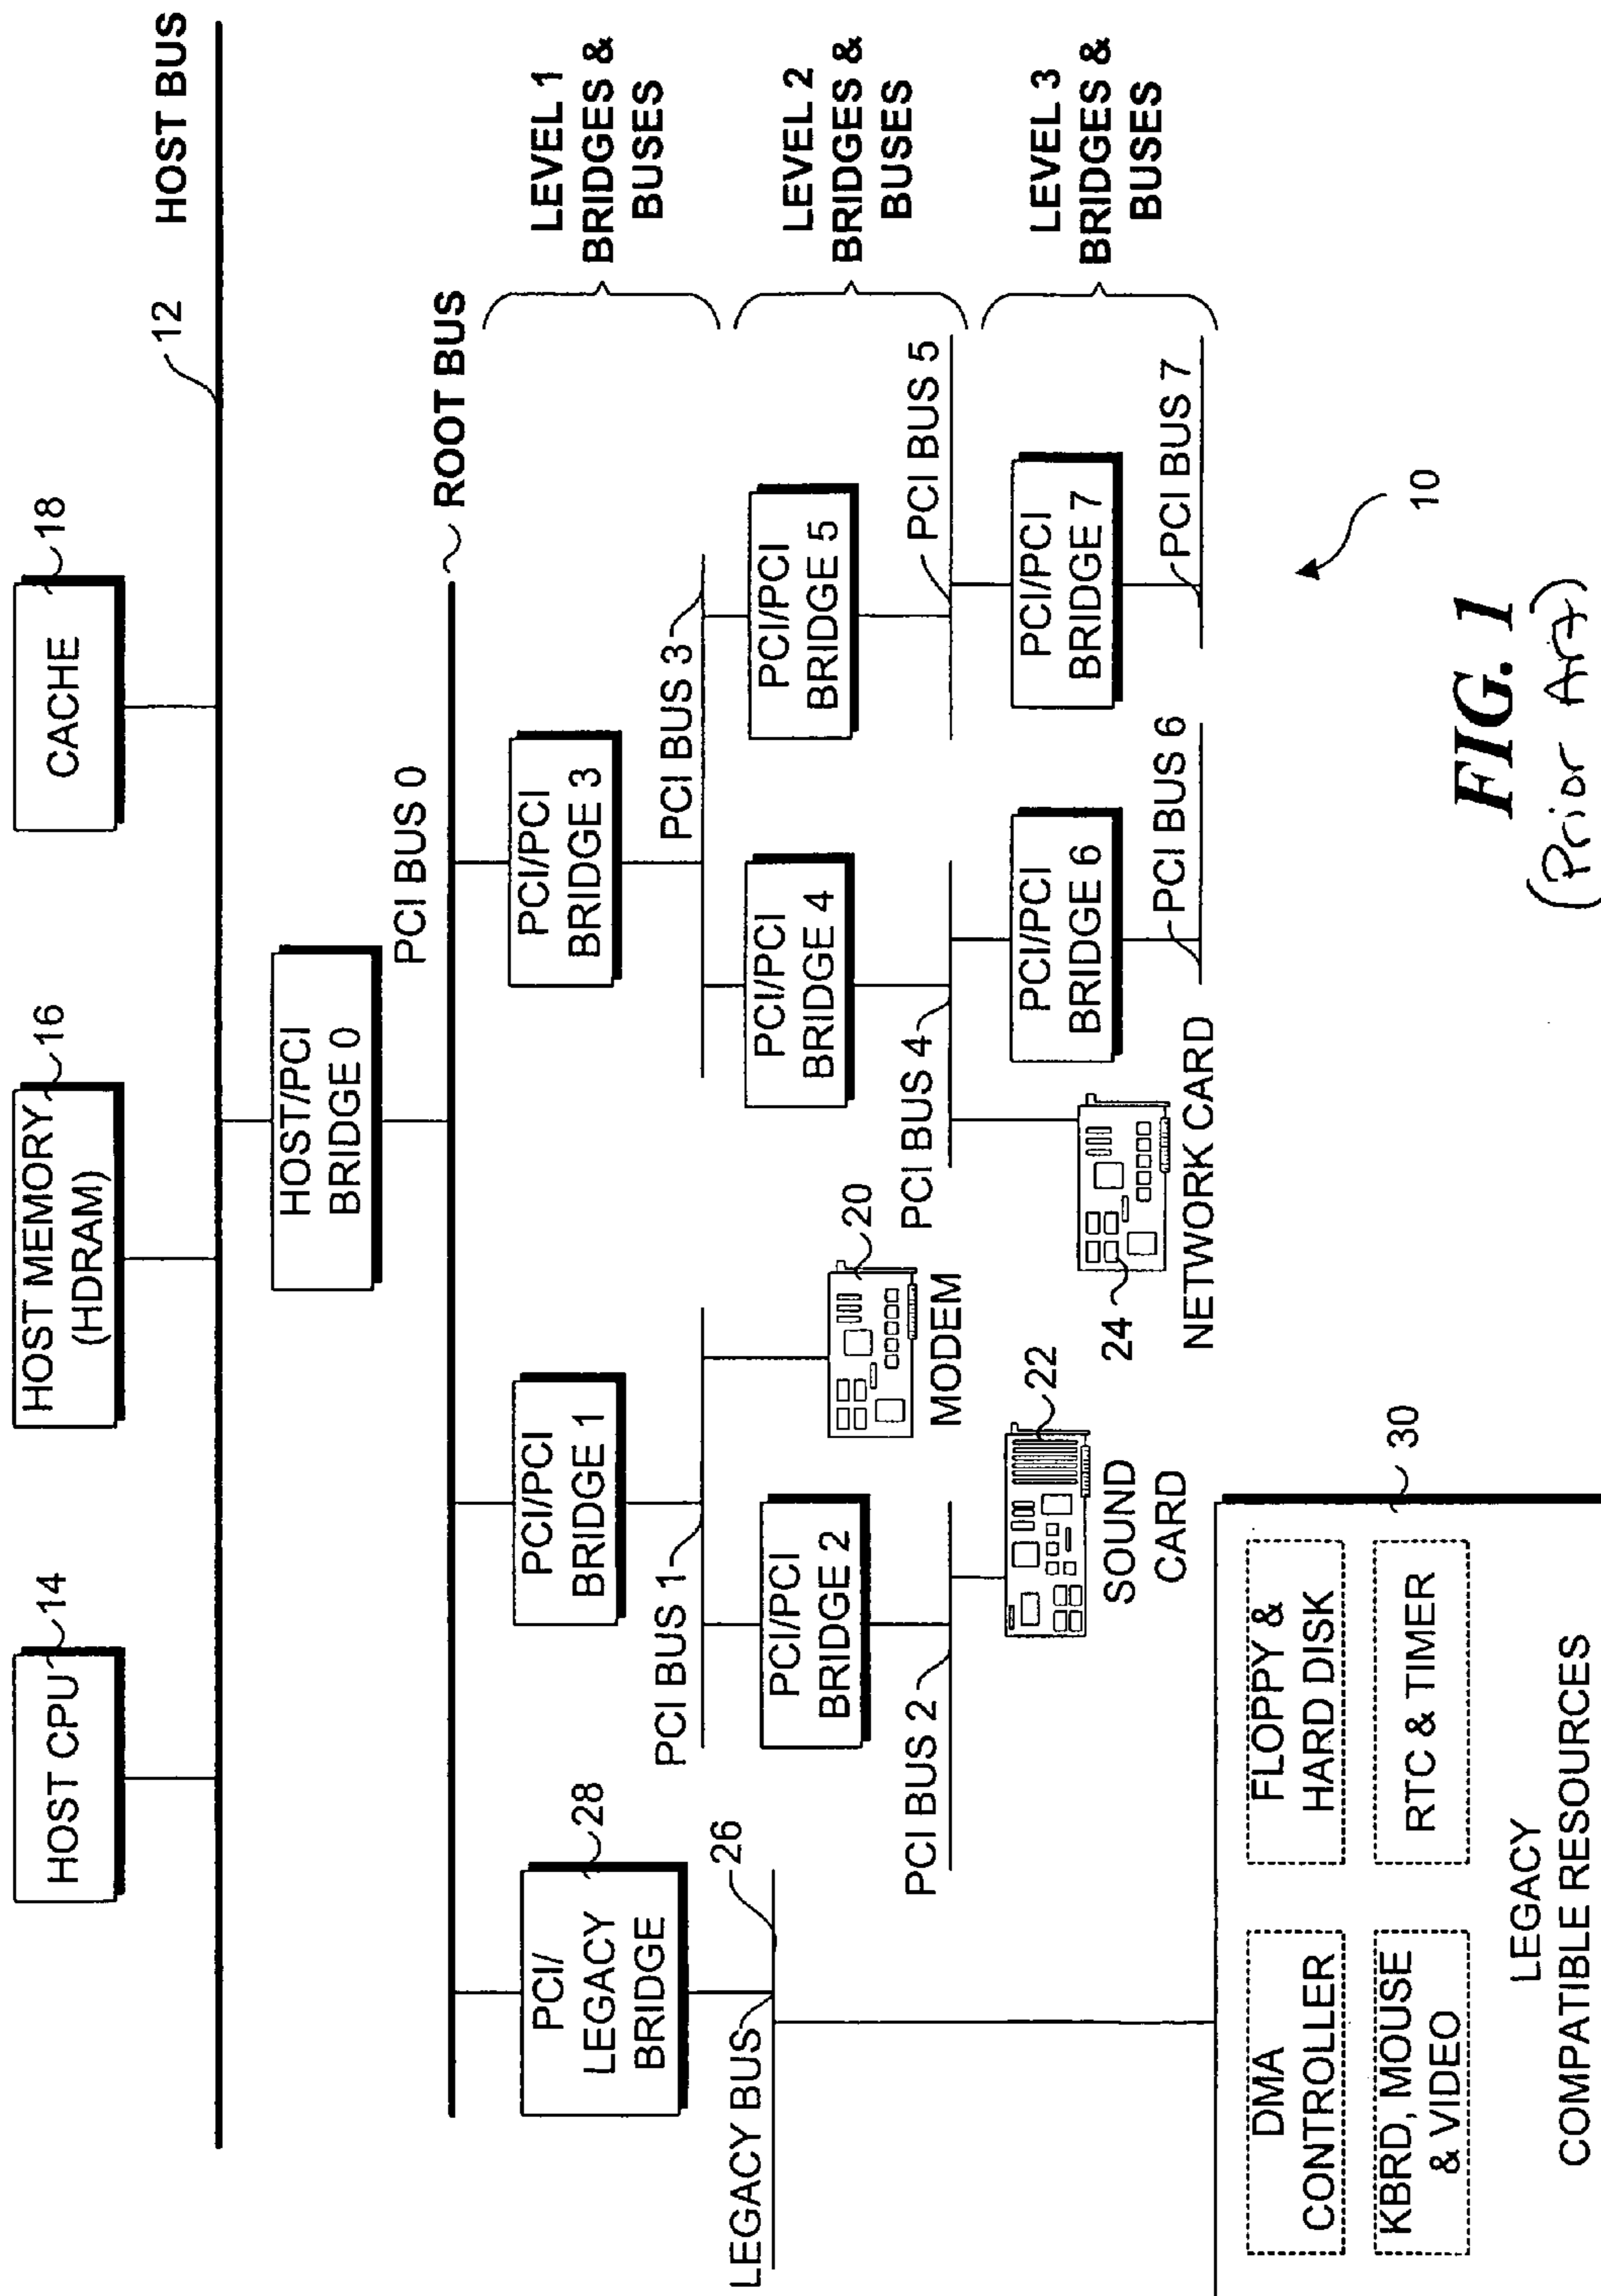 HOST CPU
14
HOST MEMORY
(HDRAM)
16
CACHE
18
12
HOST BUS
HOST/PCI
BRIDGE 0
PCI BUS 0
ROOT BUS
PCI/
LEGACY
BRIDGE
28
PCI/PCI
BRIDGE 1
PCI/PCI
BRIDGE 3
LEVEL 1
BRIDGES &
BUSES
LEGACY BUS
26
PCI BUS 1
PCI BUS 3
PCI/PCI
BRIDGE 2
20
MODEM
PCI/PCI
BRIDGE 4
PCI/PCI
BRIDGE 5
LEVEL 2
BRIDGES &
BUSES
PCI BUS 2
PCI BUS 4
PCI BUS 5
22
SOUND
CARD
24
NETWORK CARD
PCI/PCI
BRIDGE 6
PCI/PCI
BRIDGE 7
LEVEL 3
BRIDGES &
BUSES
PCI BUS 6
PCI BUS 7
DMA
CONTROLLER
FLOPPY &
HARD DISK
KBRD, MOUSE
& VIDEO
RTC & TIMER
30
LEGACY
COMPATIBLE RESOURCES
10
FIG. 1
(Prior Art)